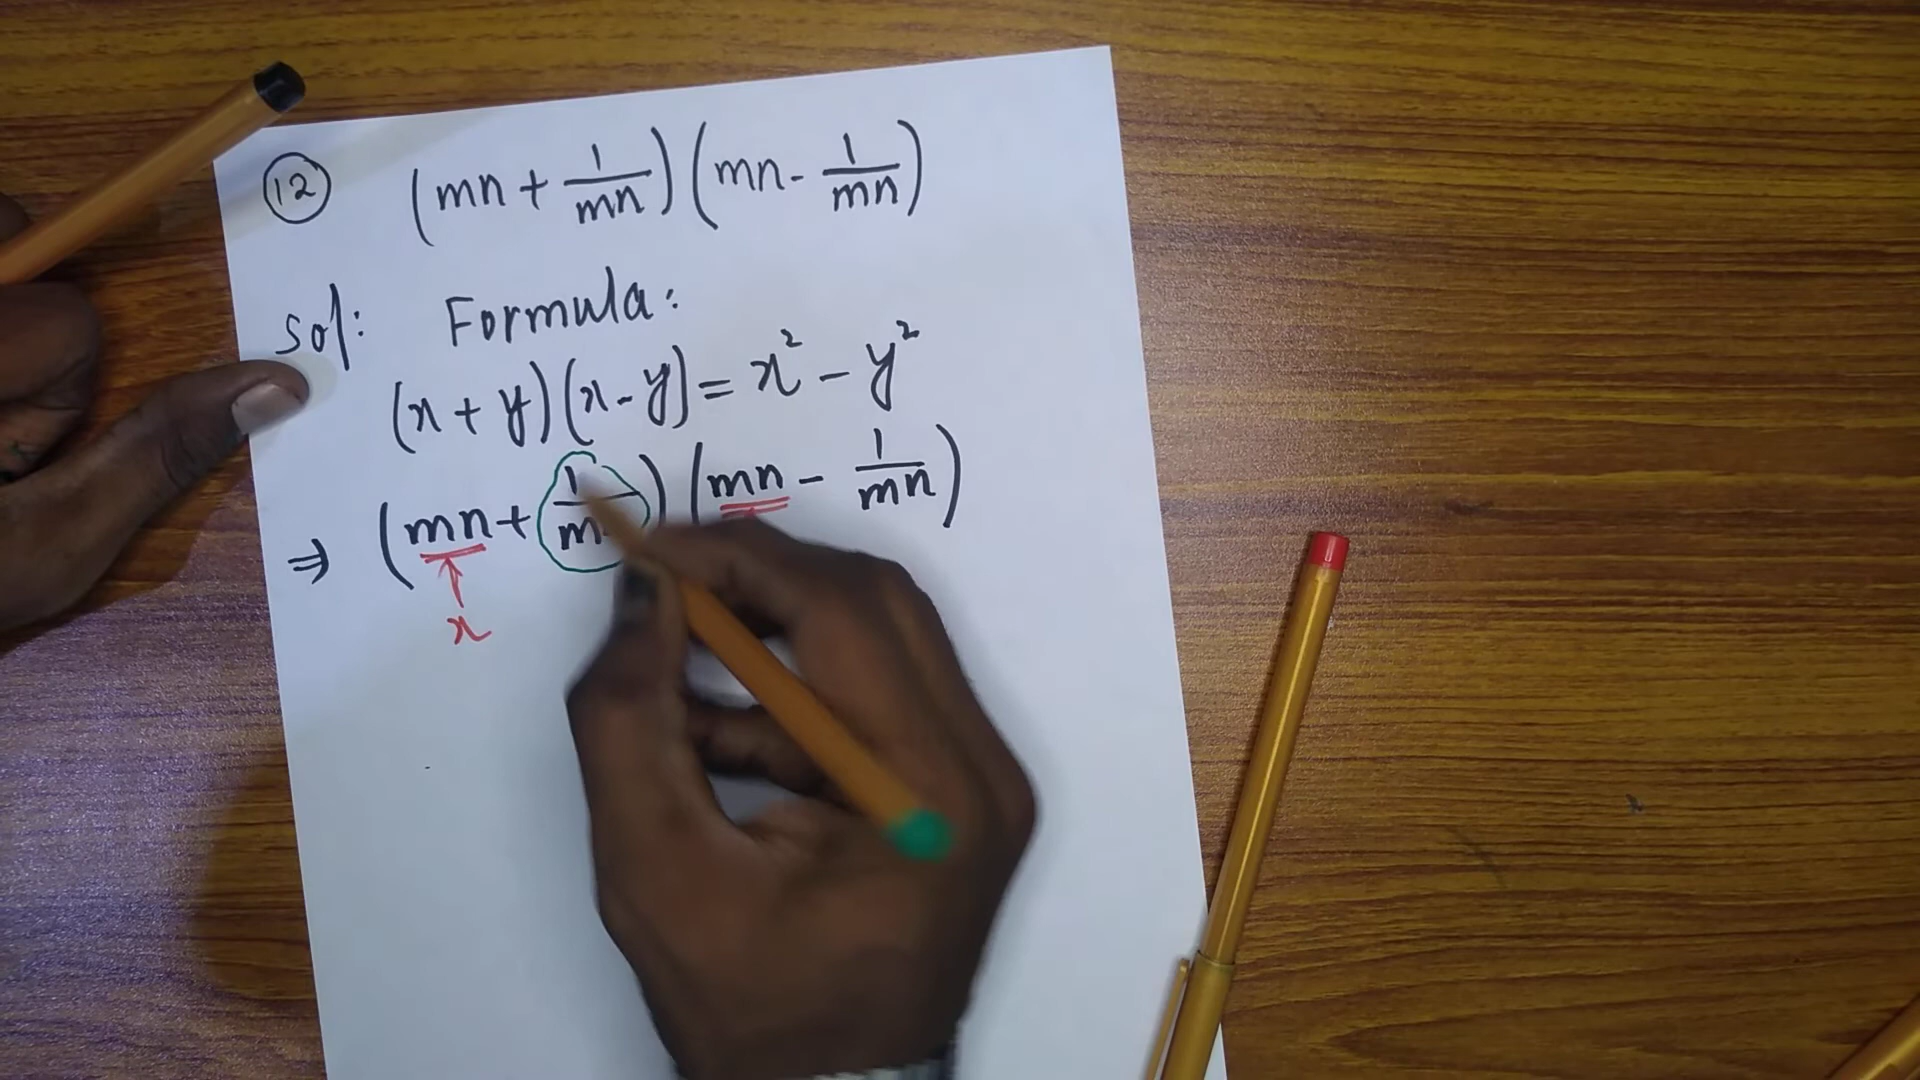 12 (mn + 1/mn) (mn - 1/mn)
Sol: Formula:
(x + y) (x - y) = x² - y²
⇒ (mn + 1/m) (mn - 1/mn)
x